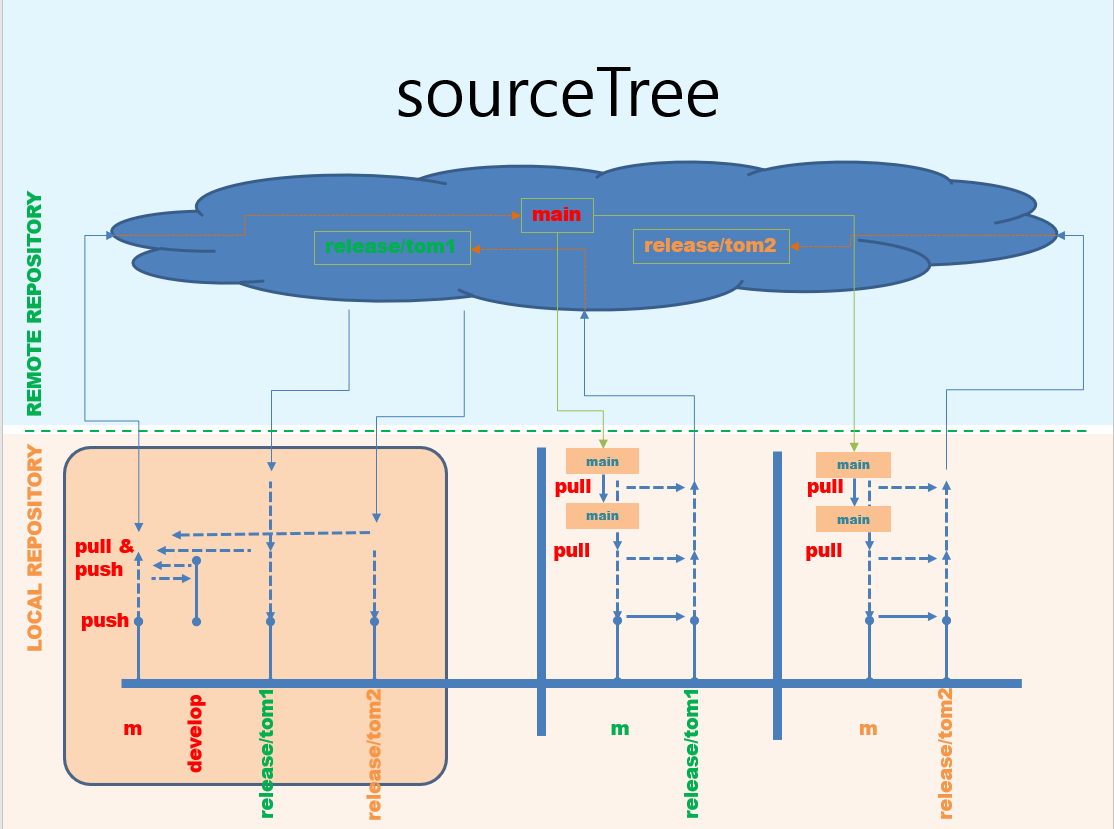 sourceTree
REMOTE REPOSITORY
main
release/tom1
release/tom2
LOCAL REPOSITORY
main
pull
main
pull
main
pull
main
pull
pull &
push
push
m
develop
release/tom1
release/tom2
m
release/tom1
m
release/tom2